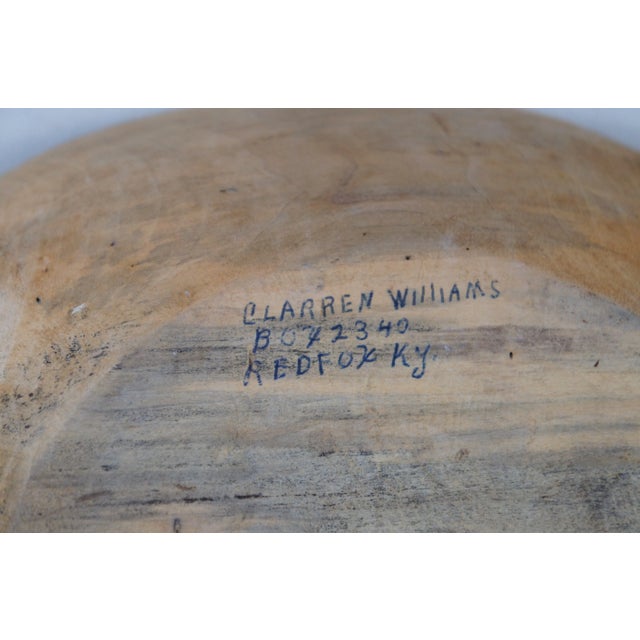 CLARREN WIllIAMS
BOX 2340
REDFOX Ky.